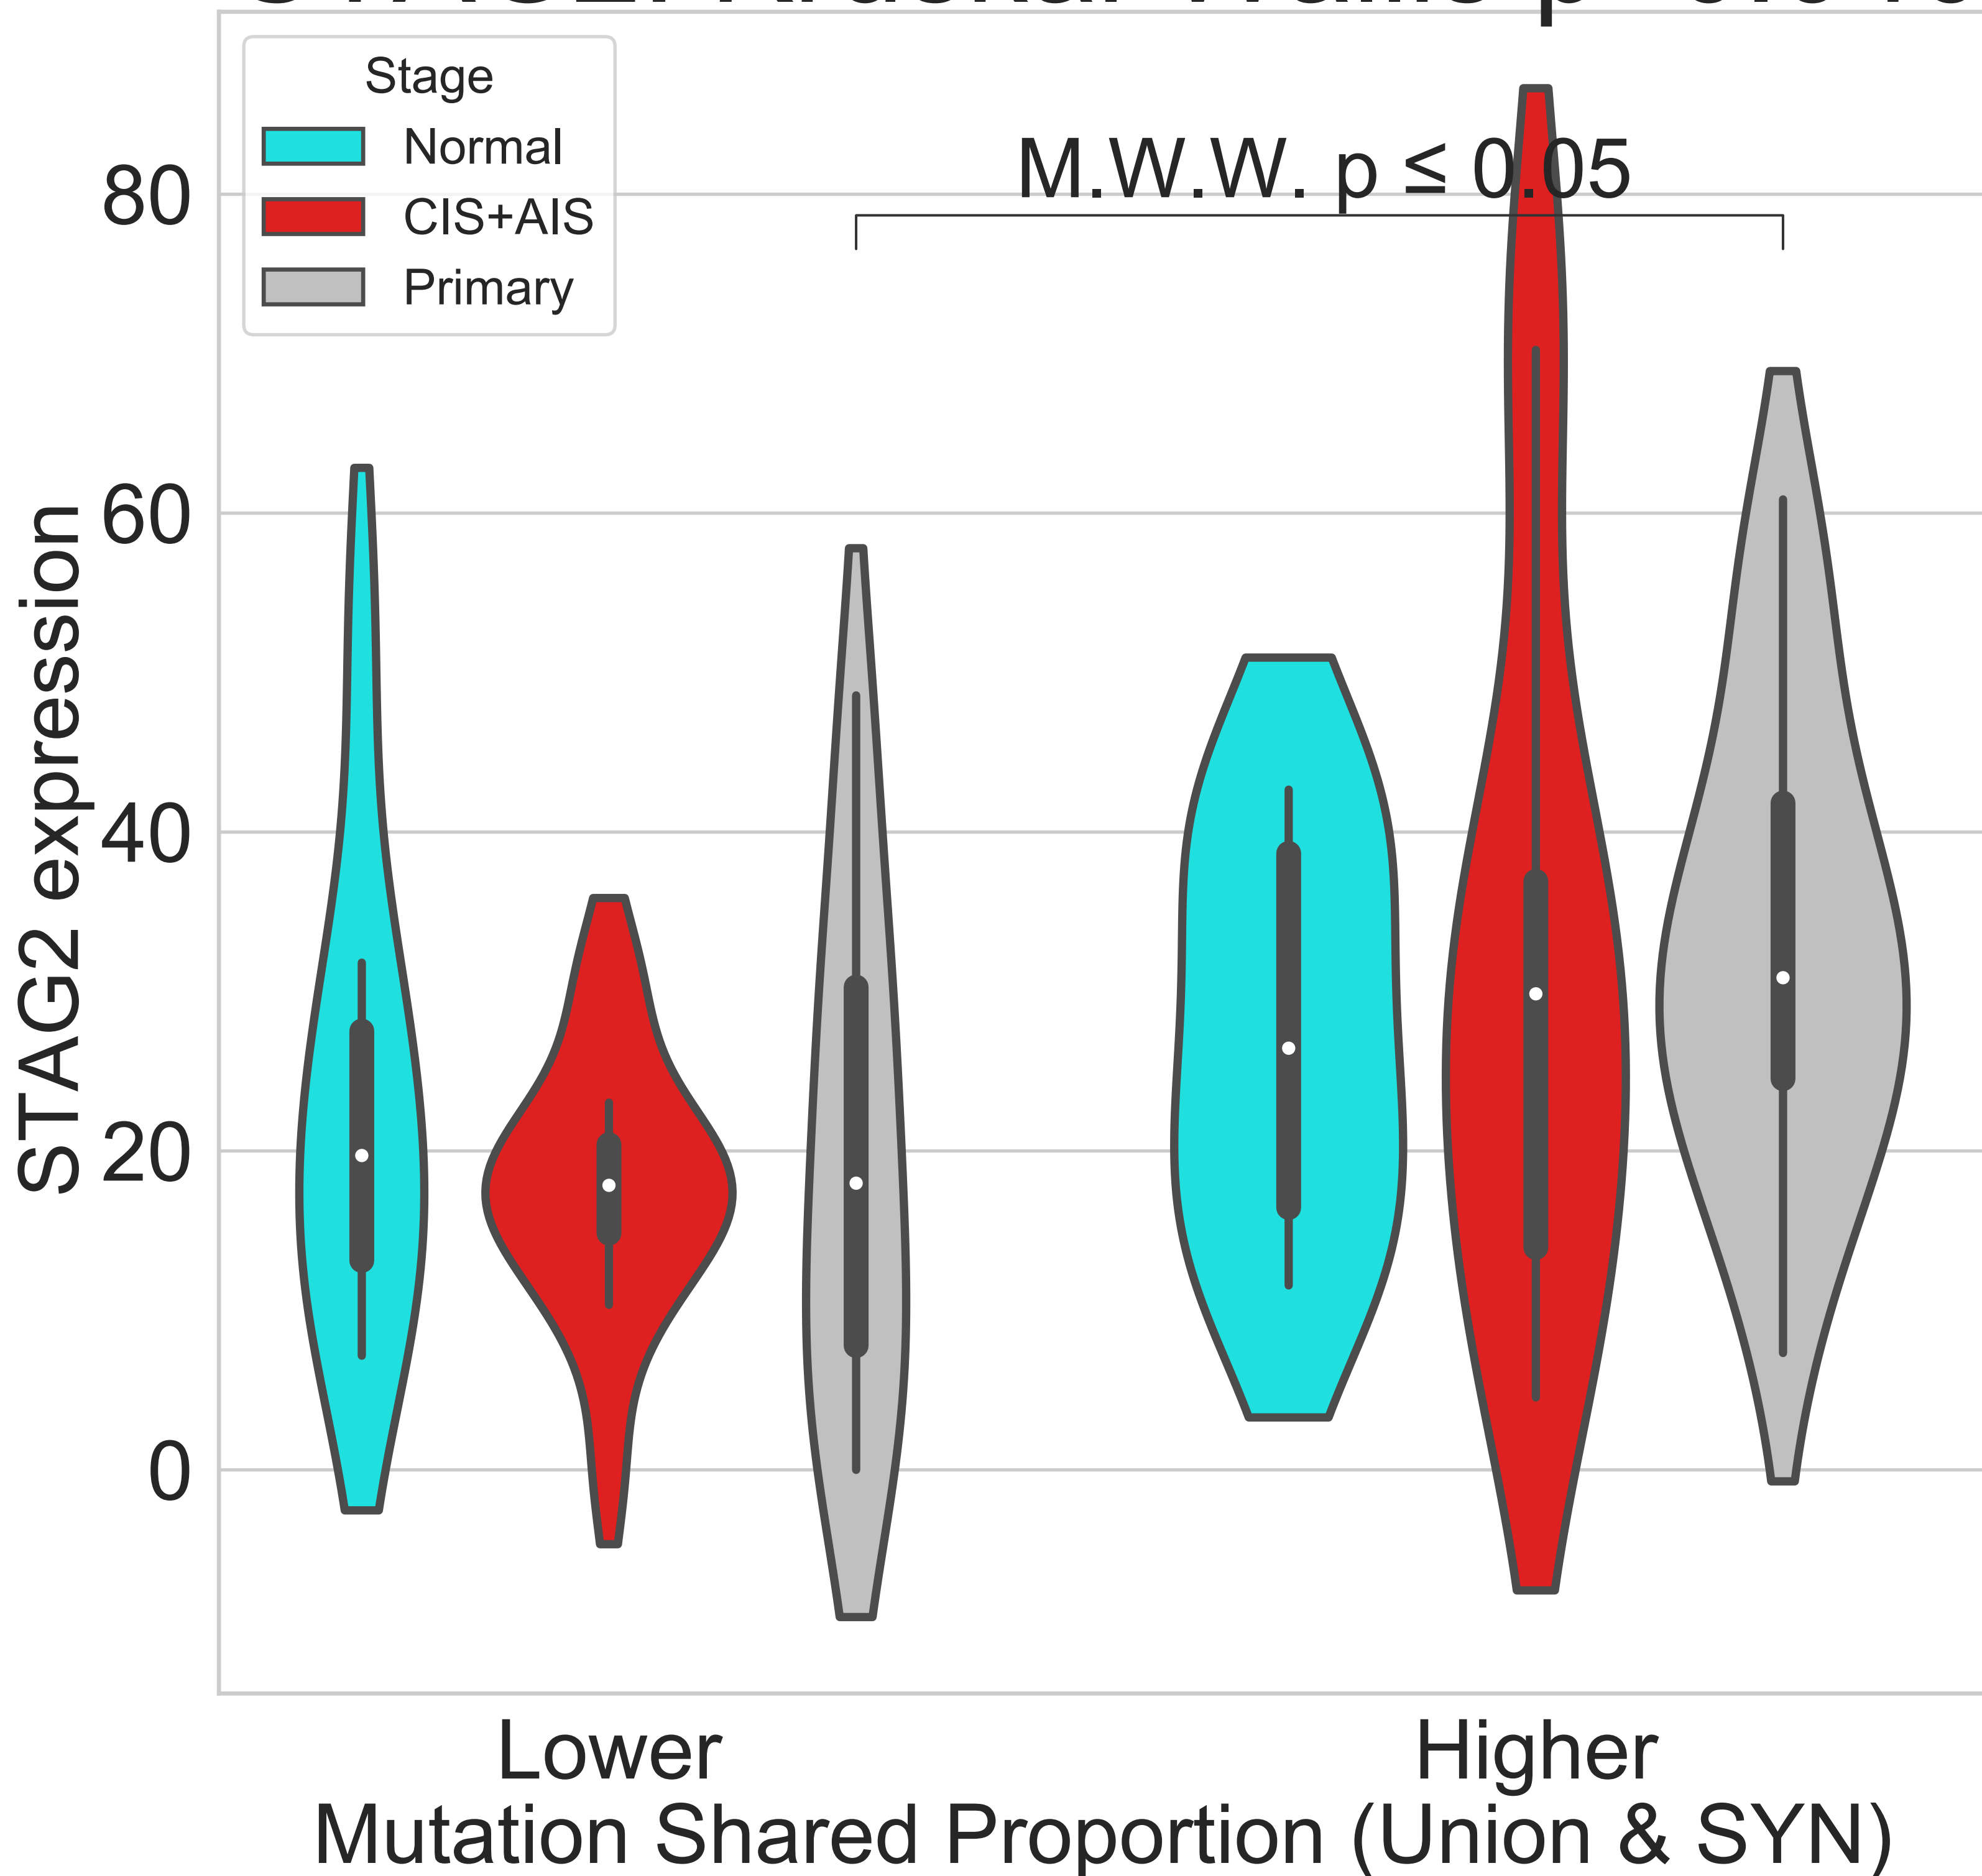 Stage
Normal
CIS+AIS
Primary
M.W.W. p ≤ 0.05
80
60
40
20
0
STAG2 expression
Lower
Higher
Mutation Shared Proportion (Union & SYN)